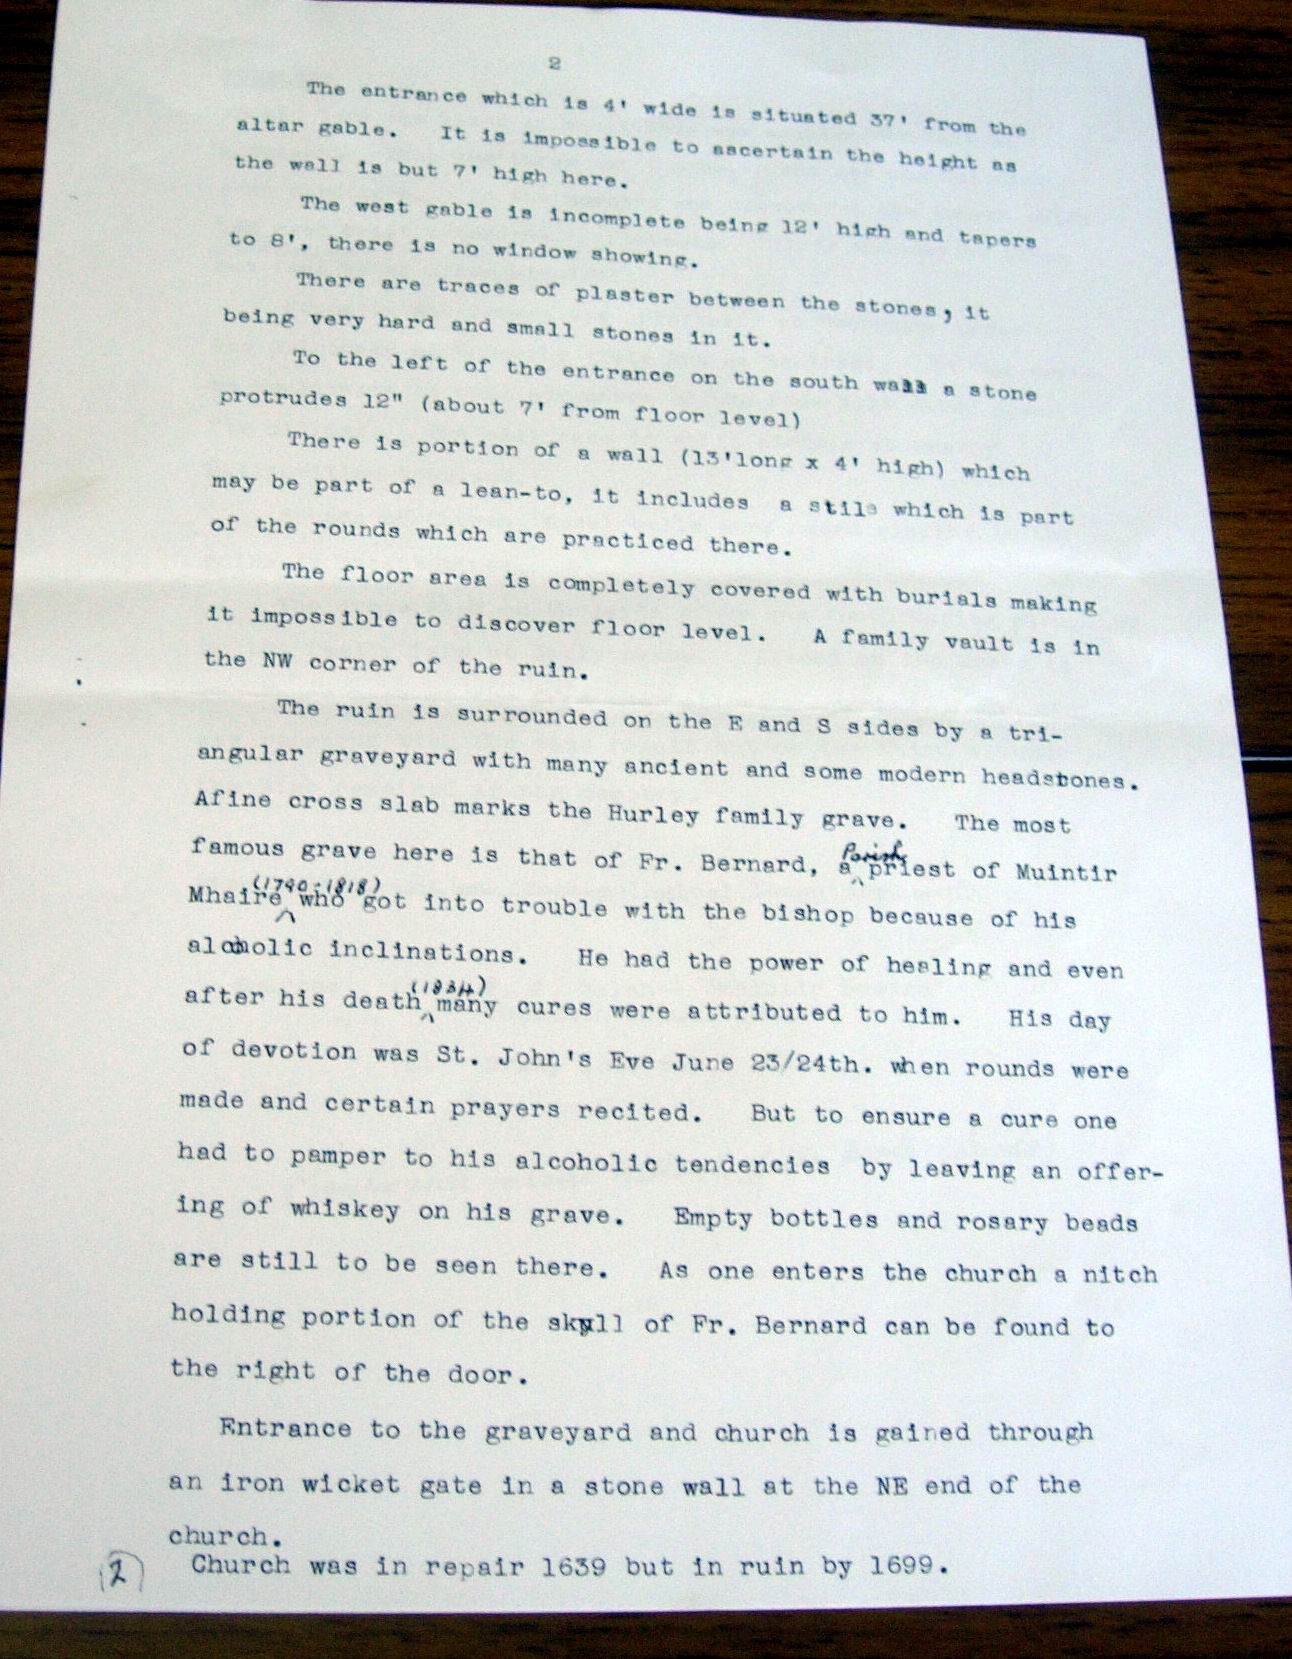 2
The entrance which is 4' wide is situated 37' from the
altar gable. It is impossible to ascertain the height as
the wall is but 7' high here.
The west gable is incomplete being 12' high and tapers
to 8', there is no window showing.
There are traces of plaster between the stones, it
being very hard and small stones in it.
To the left of the entrance on the south wall a stone
protrudes 12" (about 7' from floor level)
There is portion of a wall (13'long x 4' high) which
may be part of a lean-to, it includes a stile which is part
of the rounds which are practiced there.
The floor area is completely covered with burials making
it impossible to discover floor level. A family vault is in
the NW corner of the ruin.
The ruin is surrounded on the E and S sides by a tri-
angular graveyard with many ancient and some modern headstones.
Afine cross slab marks the Hurley family grave. The most
famous grave here is that of Fr. Bernard, a Parish priest of Muintir
Mhaire (1790-1818) who got into trouble with the bishop because of his
alcoholic inclinations. He had the power of healing and even
after his death (1834) many cures were attributed to him. His day
of devotion was St. John's Eve June 23/24th. when rounds were
made and certain prayers recited. But to ensure a cure one
had to pamper to his alcoholic tendencies by leaving an offer-
ing of whiskey on his grave. Empty bottles and rosary beads
are still to be seen there. As one enters the church a nitch
holding portion of the skull of Fr. Bernard can be found to
the right of the door.
Entrance to the graveyard and church is gained through
an iron wicket gate in a stone wall at the NE end of the
church.
Church was in repair 1639 but in ruin by 1699.
2